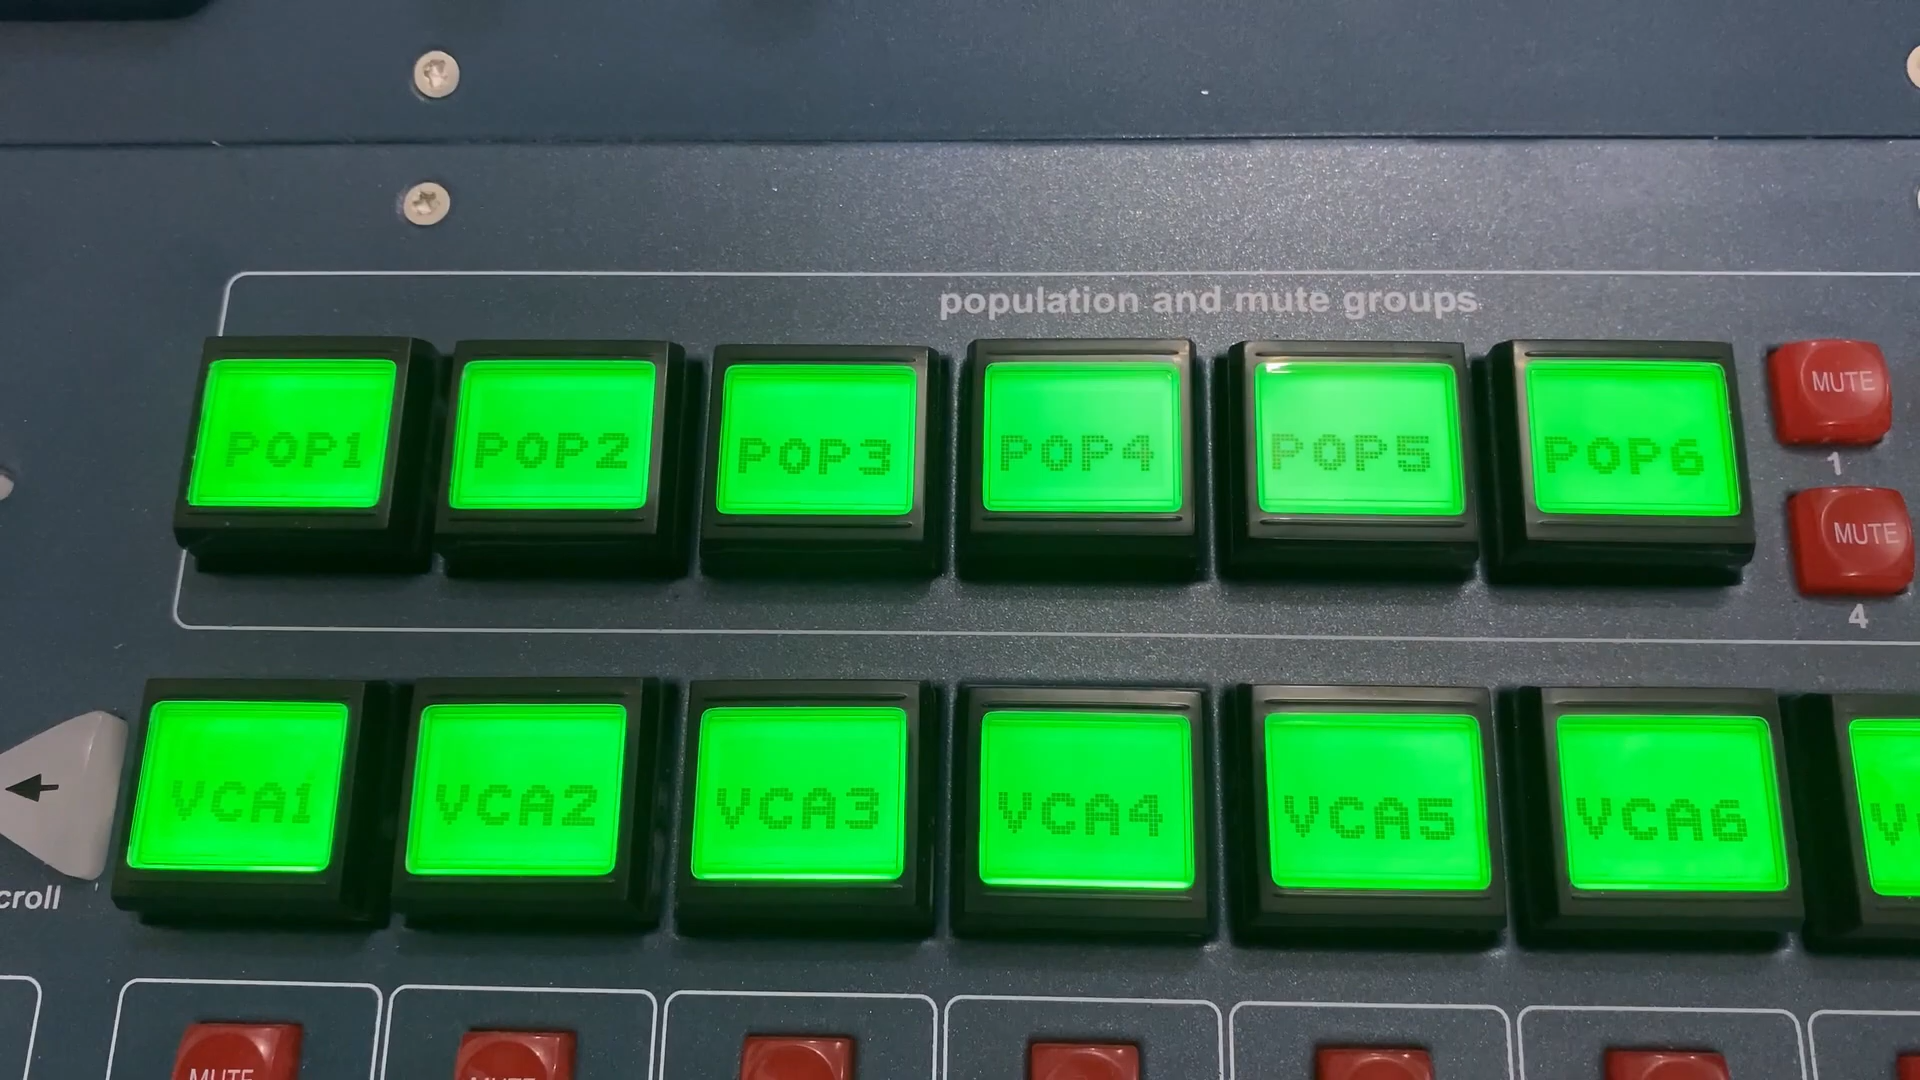 population and mute groups
POP1 POP2 POP3 POP4 POP5 POP6 MUTE
1
MUTE
4
VCA1 VCA2 VCA3 VCA4 VCA5 VCA6
croll
MUTE MUTE